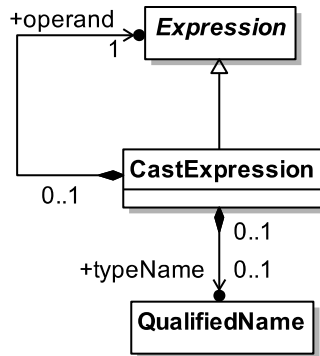 +operand
Expression
1
CastExpression
0..1
0..1
+typeName
0..1
QualifiedName